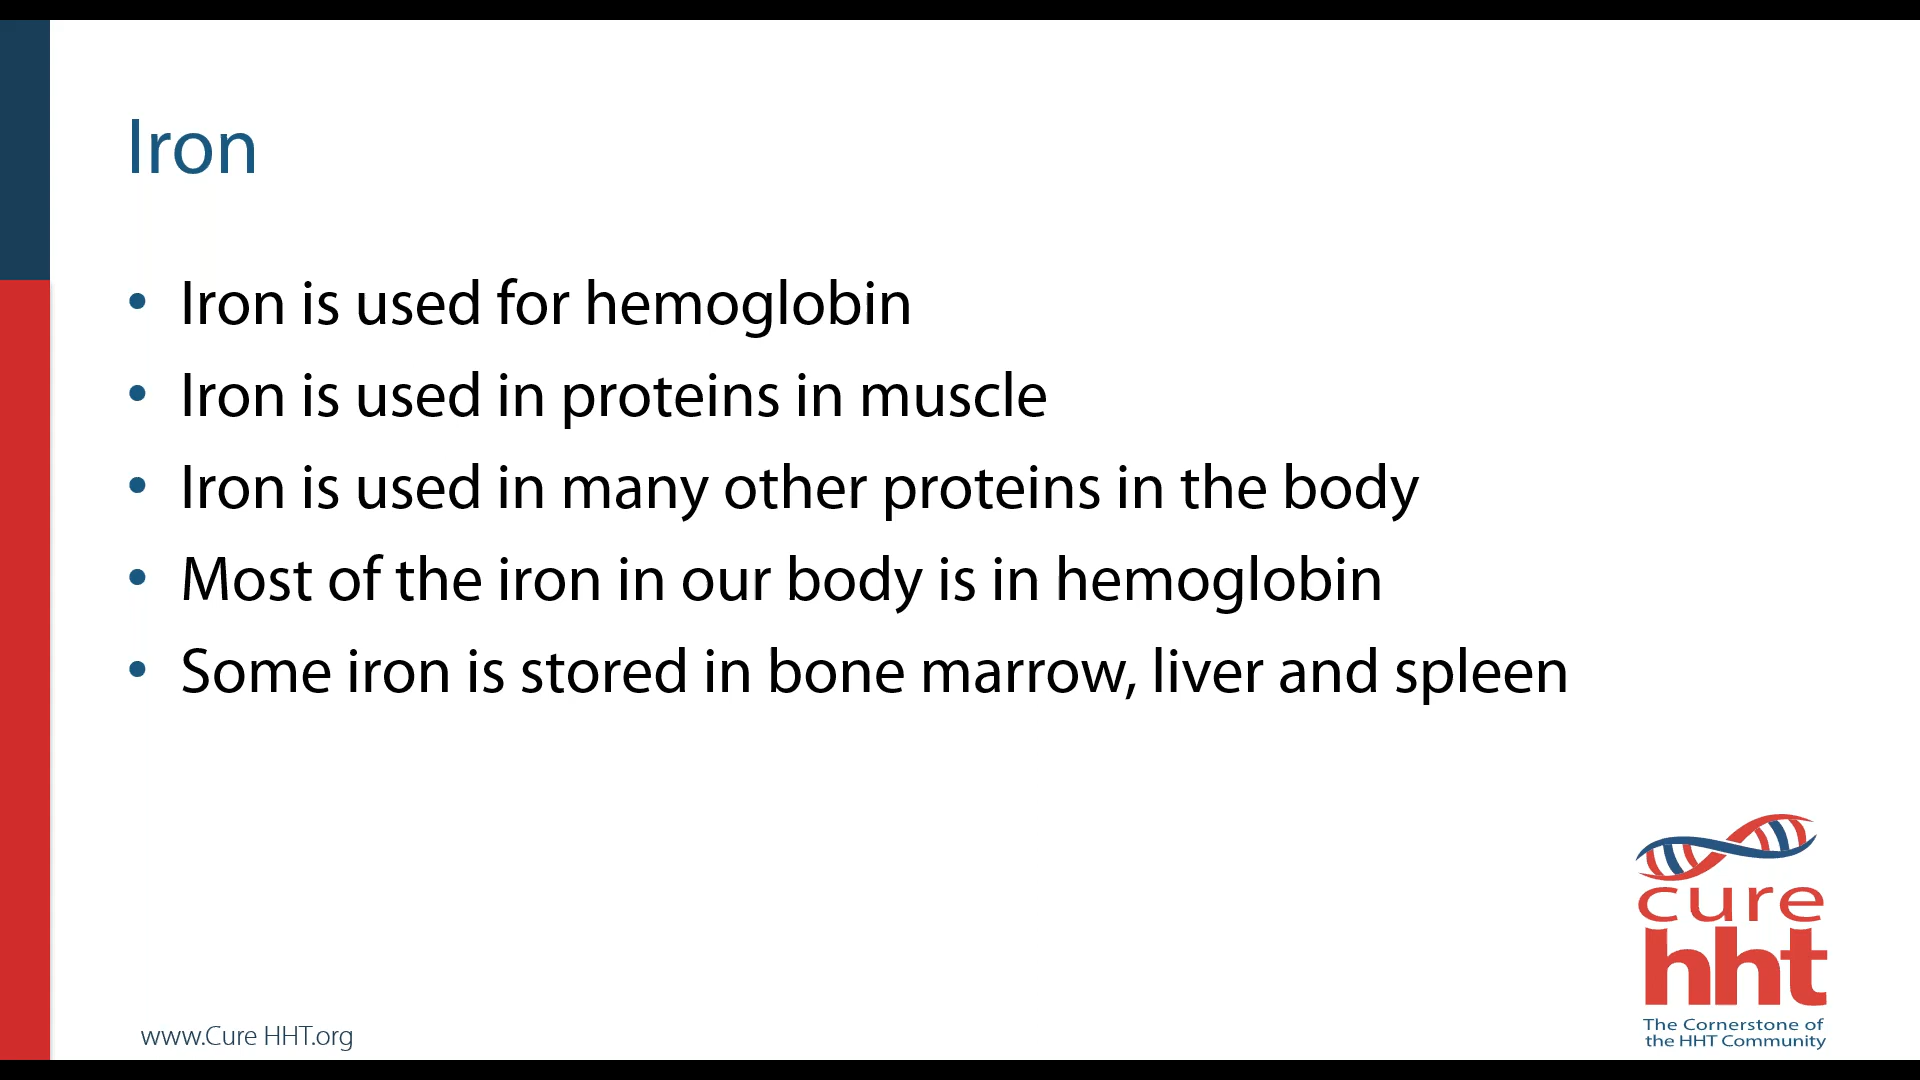 Iron
• Iron is used for hemoglobin
• Iron is used in proteins in muscle
• Iron is used in many other proteins in the body
• Most of the iron in our body is in hemoglobin
• Some iron is stored in bone marrow, liver and spleen
cure
hht
The Cornerstone of
the HHT Community
www.Cure HHT.org